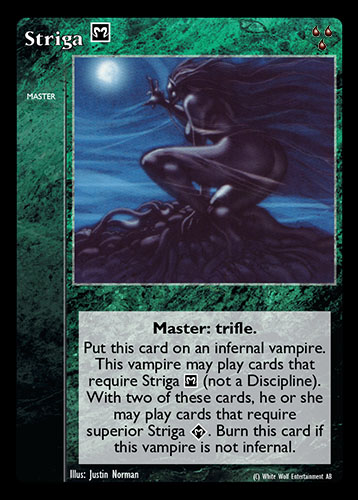 Striga
MASTER
Master: trifle.
Put this card on an infernal vampire.
This vampire may play cards that
require Striga (not a Discipline).
With two of these cards, he or she
may play cards that require
superior Striga . Burn this card if
this vampire is not infernal.
Illus: Justin Norman
(C) White Wolf Entertainment AB